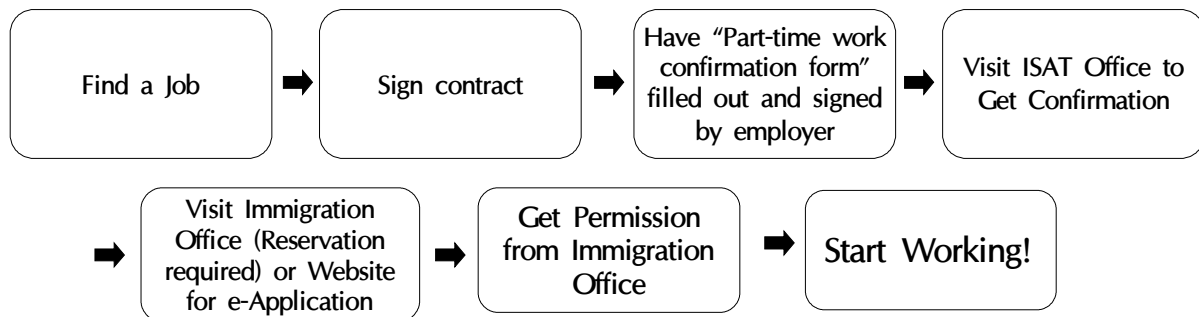 Find a Job
Sign contract
Have “Part-time work
confirmation form”
filled out and signed
by employer
Visit ISAT Office to
Get Confirmation
Visit Immigration
Office (Reservation
required) or Website
for e-Application
Get Permission
from Immigration
Office
Start Working!